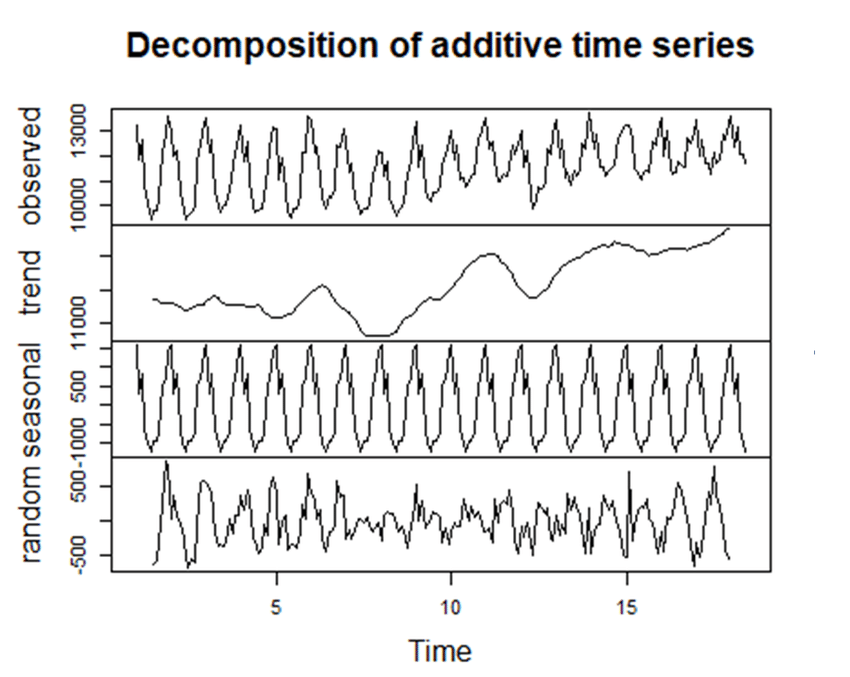 Decomposition of additive time series
observed
13000
10000
trend
11000
seasonal
500
-1000
random
500
-500
5 10 15
Time